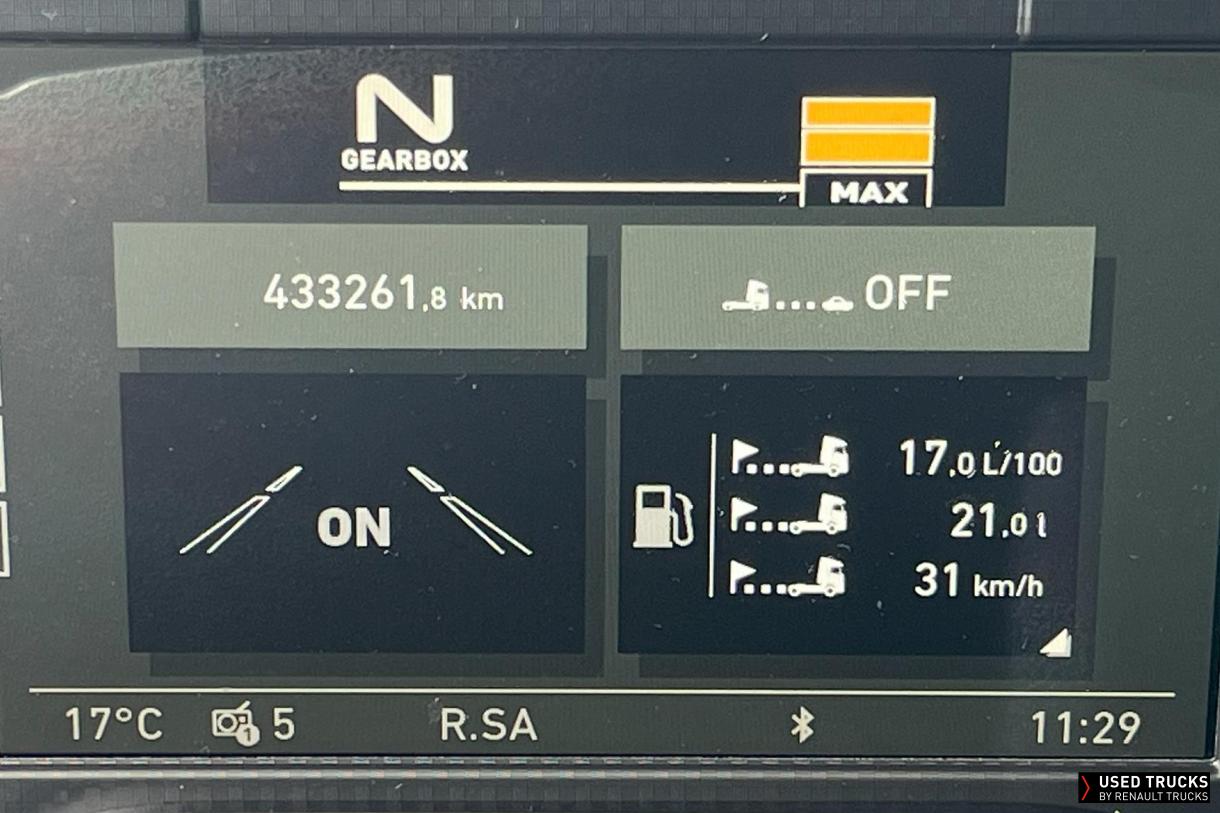 N
GEARBOX
MAX
433261,8 km
OFF
ON
17,0 L/100
21,0 l
31 km/h
17°C 1 5 R.SA 11:29
USED TRUCKS
BY RENAULT TRUCKS